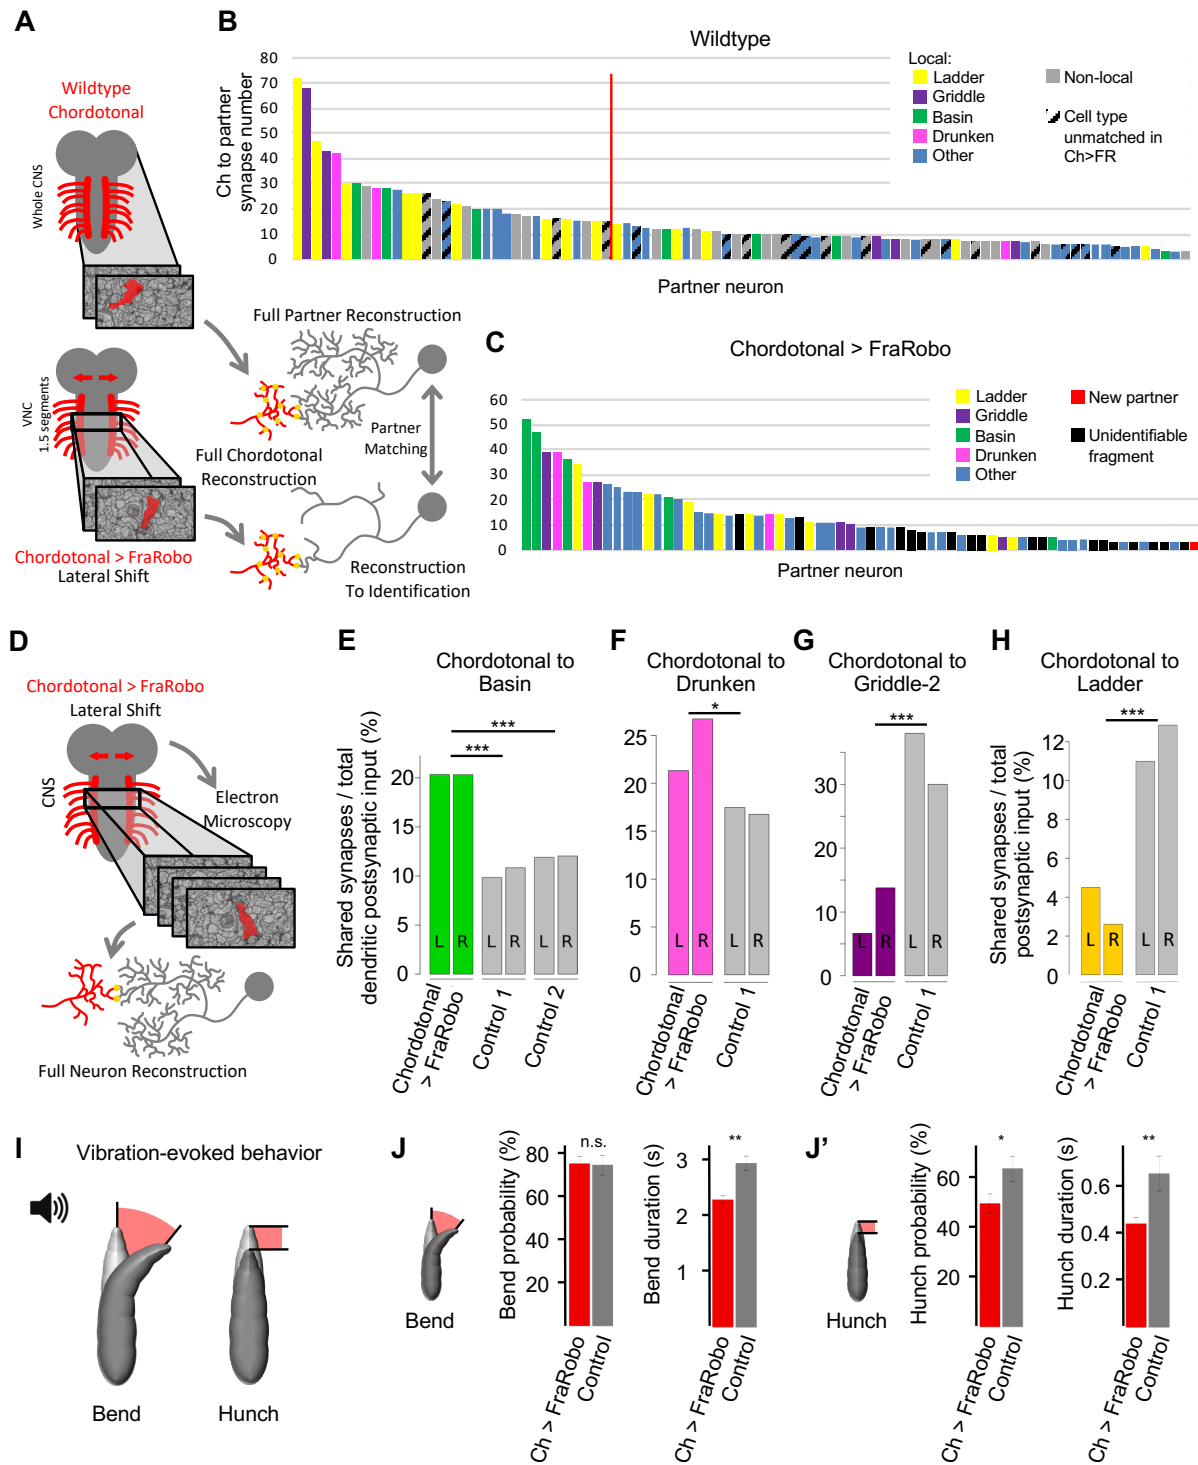 A
Wildtype
Chordotonal
Whole CNS
VNC
1.5 segments
Chordotonal > FraRobo
Lateral Shift
Full Partner Reconstruction
Partner
Matching
Full Chordotonal
Reconstruction
Reconstruction
To Identification
B
Wildtype
Ch to partner
synapse number
80
70
60
50
40
30
20
10
0
Local:
Ladder
Griddle
Basin
Drunken
Other
Non-local
Cell type
unmatched in
Ch>FR
Partner neuron
C
Chordotonal > FraRobo
60
50
40
30
20
10
0
Ladder
Griddle
Basin
Drunken
Other
New partner
Unidentifiable
fragment
Partner neuron
D
Chordotonal > FraRobo
Lateral Shift
CNS
Electron
Microscopy
Full Neuron Reconstruction
E
Chordotonal to
Basin
Shared synapses / total
dendritic postsynaptic input (%)
20
15
10
5
0
***
***
L
R
L
R
L
R
Chordotonal
> FraRobo
Control 1
Control 2
F
Chordotonal to
Drunken
25
20
15
10
5
0
*
L
R
L
R
Chordotonal
> FraRobo
Control 1
G
Chordotonal to
Griddle-2
30
20
10
0
***
L
R
L
R
Chordotonal
> FraRobo
Control 1
H
Chordotonal to
Ladder
Shared synapses / total
postsynaptic input (%)
12
10
8
6
4
2
0
***
L
R
L
R
Chordotonal
> FraRobo
Control 1
I
Vibration-evoked behavior
Bend
Hunch
J
Bend
Bend probability (%)
80
60
40
20
n.s.
Ch > FraRobo
Control
Bend duration (s)
3
2
1
**
Ch > FraRobo
Control
J'
Hunch
Hunch probability (%)
60
40
20
*
Ch > FraRobo
Control
Hunch duration (s)
0.6
0.4
0.2
**
Ch > FraRobo
Control